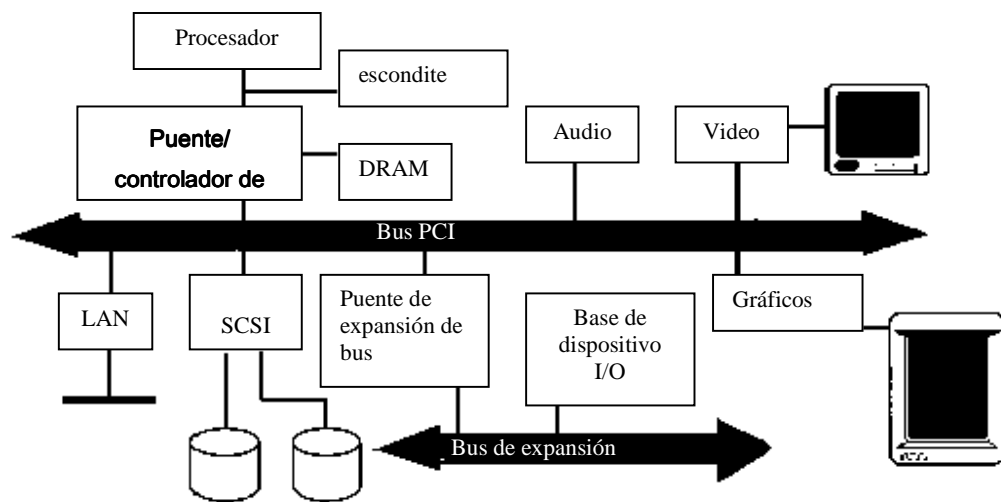 Procesador
escondite
Puente/
controlador de
DRAM
Audio
Video
Bus PCI
LAN
SCSI
Puente de
expansión de
bus
Base de
dispositivo
I/O
Gráficos
Bus de expansión